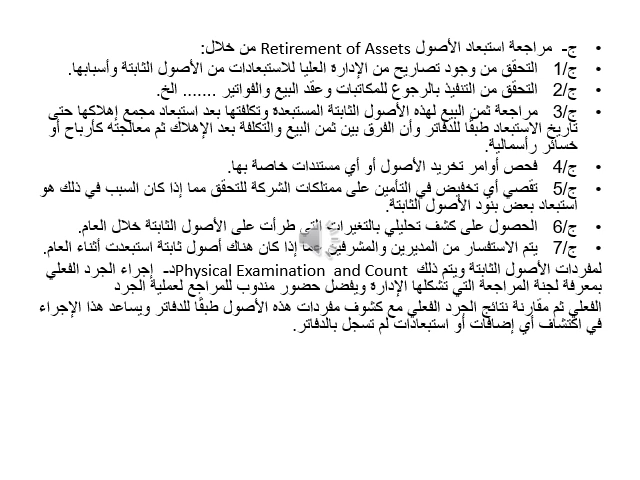 • ج- مراجعة استبعاد الأصول Retirement of Assets من خلال:
• ج/1 التحقق من وجود تصاريح من الإدارة العليا للاستبعادات من الأصول الثابتة وأسبابها.
• ج/2 التحقق من التنفيذ بالرجوع للمكاتبات وعقد البيع والفواتير ....... الخ.
• ج/3 مراجعة ثمن البيع لهذه الأصول الثابتة المستبعدة وتكلفتها بعد استبعاد مجمع إهلاكها حتى
تاريخ الاستبعاد طبقًا للدفاتر وأن الفرق بين ثمن البيع والتكلفة بعد الإهلاك ثم معالجته كأرباح أو
خسائر رأسمالية.
• ج/4 فحص أوامر تخريد الأصول أو أي مستندات خاصة بها.
• ج/5 تقصي أي تخفيض في التأمين على ممتلكات الشركة للتحقق مما إذا كان السبب في ذلك هو
استبعاد بعض بنود الأصول الثابتة.
• ج/6 الحصول على كشف تحليلي بالتغيرات التي طرأت على الأصول الثابتة خلال العام.
• ج/7 يتم الاستفسار من المديرين والمشرفين عما إذا كان هناك أصول ثابتة استبعدت أثناء العام.
• لمفردات الأصول الثابتة ويتم ذلك Physical Examination and Countد- إجراء الجرد الفعلي
بمعرفة لجنة المراجعة التي تشكلها الإدارة ويفضل حضور مندوب للمراجع لعملية الجرد
• الفعلي ثم مقارنة نتائج الجرد الفعلي مع كشوف مفردات هذه الأصول طبقًا للدفاتر ويساعد هذا الإجراء
في اكتشاف أي إضافات أو استبعادات لم تسجل بالدفاتر.